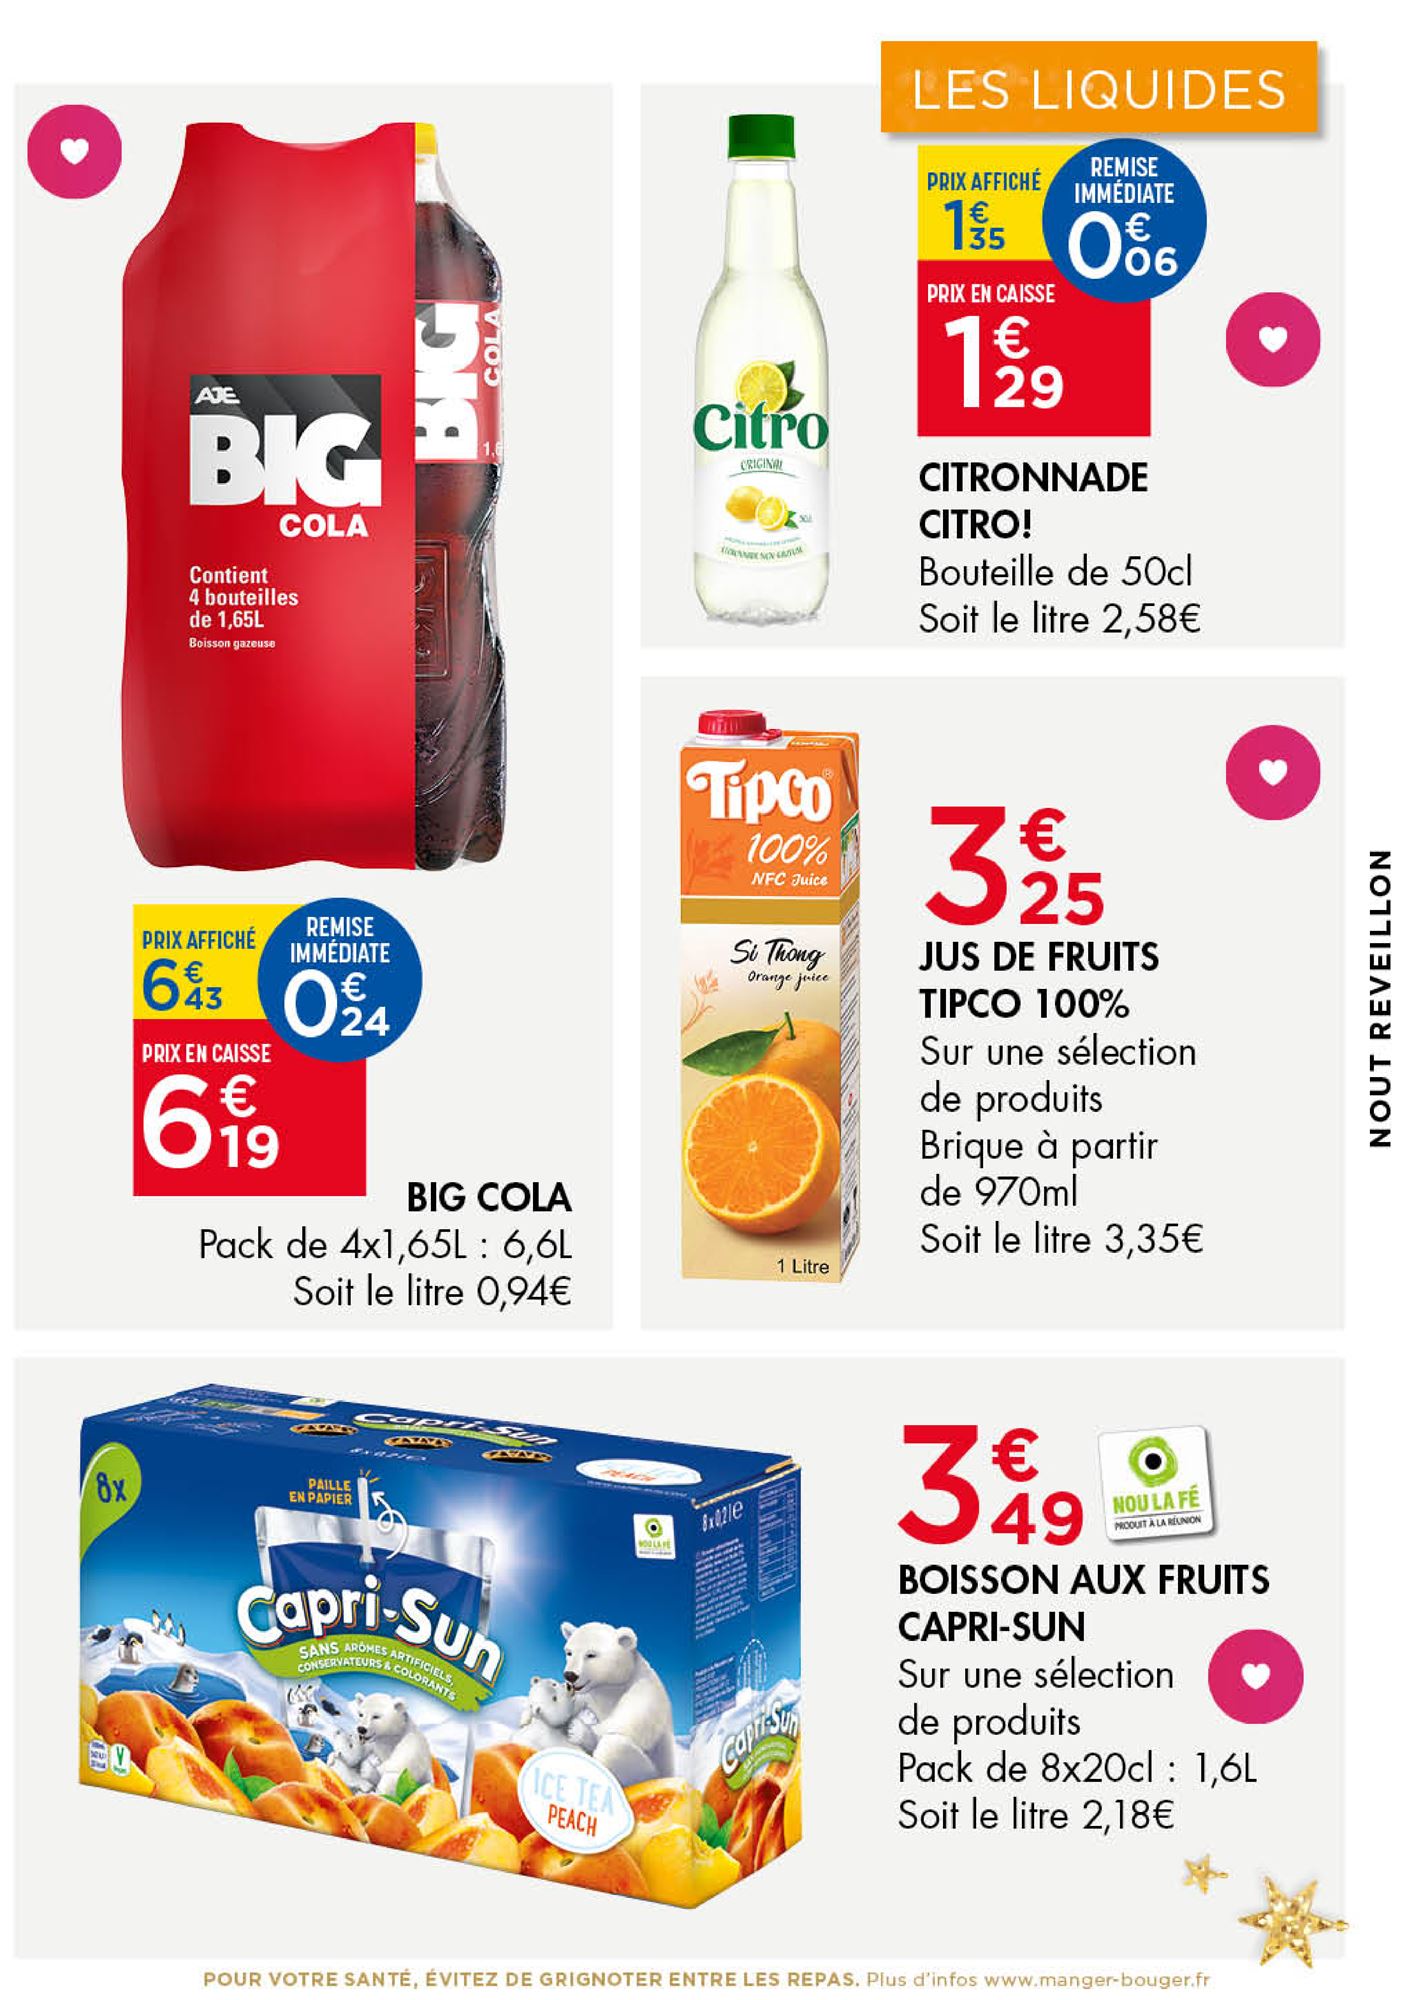 LES LIQUIDES
AJE
BIG
COLA
Contient
4 bouteilles
de 1,65L
Boisson gazeuse
BIG
COLA
PRIX AFFICHÉ
6€43
REMISE
IMMÉDIATE
0€24
PRIX EN CAISSE
6€19
BIG COLA
Pack de 4x1,65L : 6,6L
Soit le litre 0,94€
Citro
ORIGINAL
PRIX AFFICHÉ
1€35
REMISE
IMMÉDIATE
0€06
PRIX EN CAISSE
1€29
CITRONNADE
CITRO!
Bouteille de 50cl
Soit le litre 2,58€
Tipco®
100%
NFC Juice
Si Thong
Orange juice
1 Litre
3€25
JUS DE FRUITS
TIPCO 100%
Sur une sélection
de produits
Brique à partir
de 970ml
Soit le litre 3,35€
NOUT REVEILLON
8x
Capri-Sun
PAILLE
EN PAPIER
Capri-Sun
SANS ARÔMES ARTIFICIELS,
CONSERVATEURS & COLORANTS
ICE TEA
PEACH
NOU LA FÉ
8x0,2l e
Capri-Sun
3€49
NOU LA FÉ
PRODUIT À LA RÉUNION
BOISSON AUX FRUITS
CAPRI-SUN
Sur une sélection
de produits
Pack de 8x20cl : 1,6L
Soit le litre 2,18€
POUR VOTRE SANTÉ, ÉVITEZ DE GRIGNOTER ENTRE LES REPAS. Plus d'infos www.manger-bouger.fr